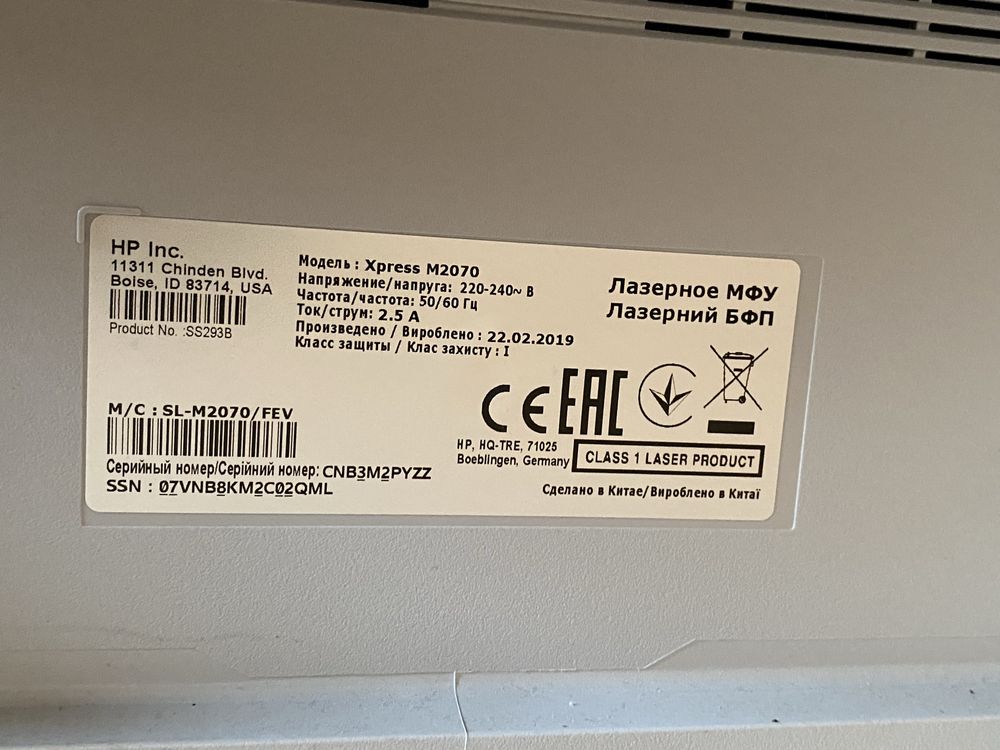 HP Inc.
11311 Chinden Blvd.
Boise, ID 83714, USA
Product No. :SS293B
Модель : Xpress M2070
Напряжение/напруга: 220-240~ В
Частота/частота: 50/60 Гц
Ток/струм: 2.5 А
Произведено / Вироблено : 22.02.2019
Класс защиты / Клас захисту : I
Лазерное МФУ
Лазерний БФП
M/C : SL-M2070/FEV
Серийный номер/Серійний номер: CNB3M2PYZZ
SSN : 07VNB8KM2C02QML
CE EAC
HP, HQ-TRE, 71025
Boeblingen, Germany
CLASS 1 LASER PRODUCT
Сделано в Китае/Вироблено в Китаї